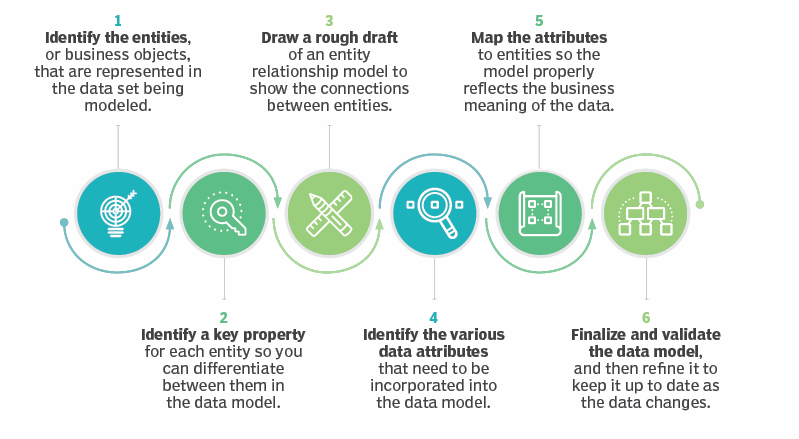 1
Identify the entities,
or business objects,
that are represented in
the data set being
modeled.
2
Identify a key property
for each entity so you
can differentiate
between them in
the data model.
3
Draw a rough draft
of an entity
relationship model to
show the connections
between entities.
4
Identify the various
data attributes
that need to be
incorporated into
the data model.
5
Map the attributes
to entities so the
model properly
reflects the business
meaning of the data.
6
Finalize and validate
the data model,
and then refine it to
keep it up to date as
the data changes.